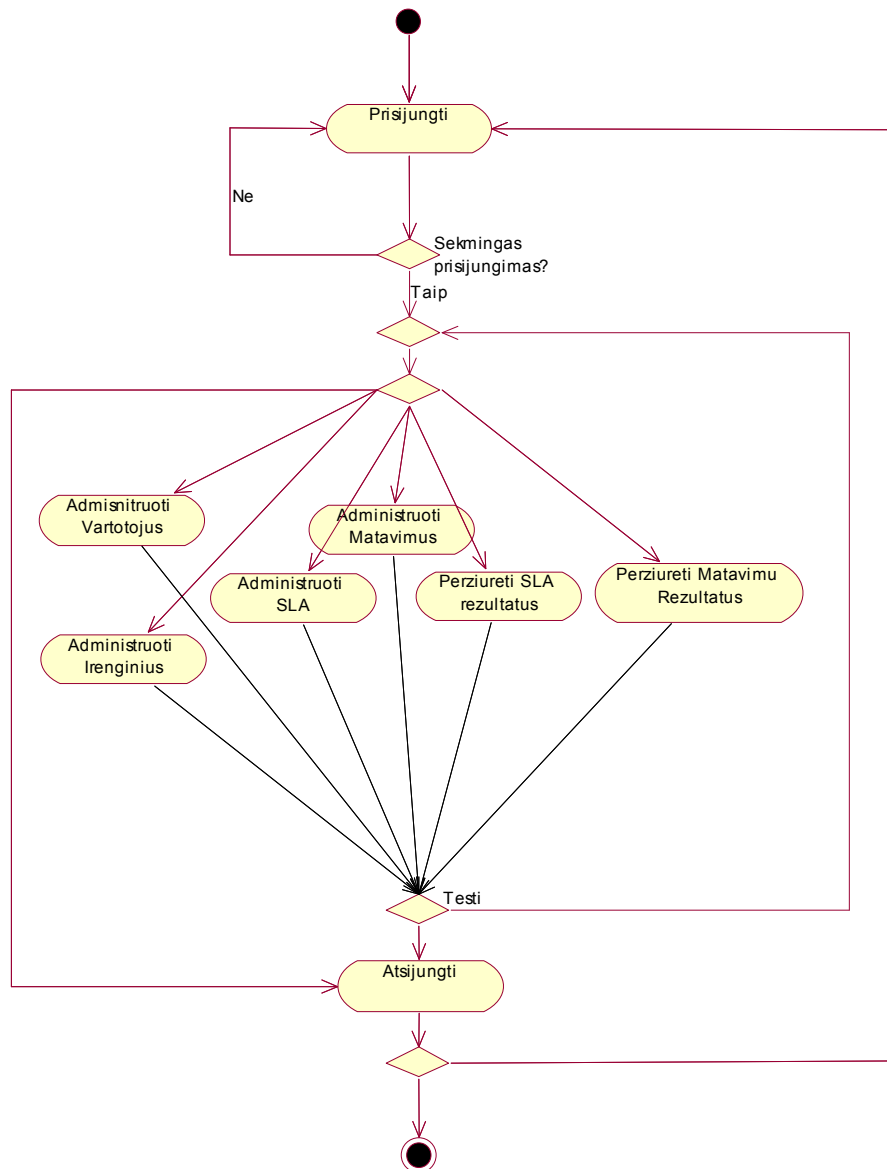 Prisijungti
Ne
Sekmingas
prisijungimas?
Taip
Admisnitruoti
Vartotojus
Administruoti
Matavimus
Administruoti
SLA
Perziureti SLA
rezultatus
Perziureti Matavimu
Rezultatus
Administruoti
Irenginius
Testi
Atsijungti